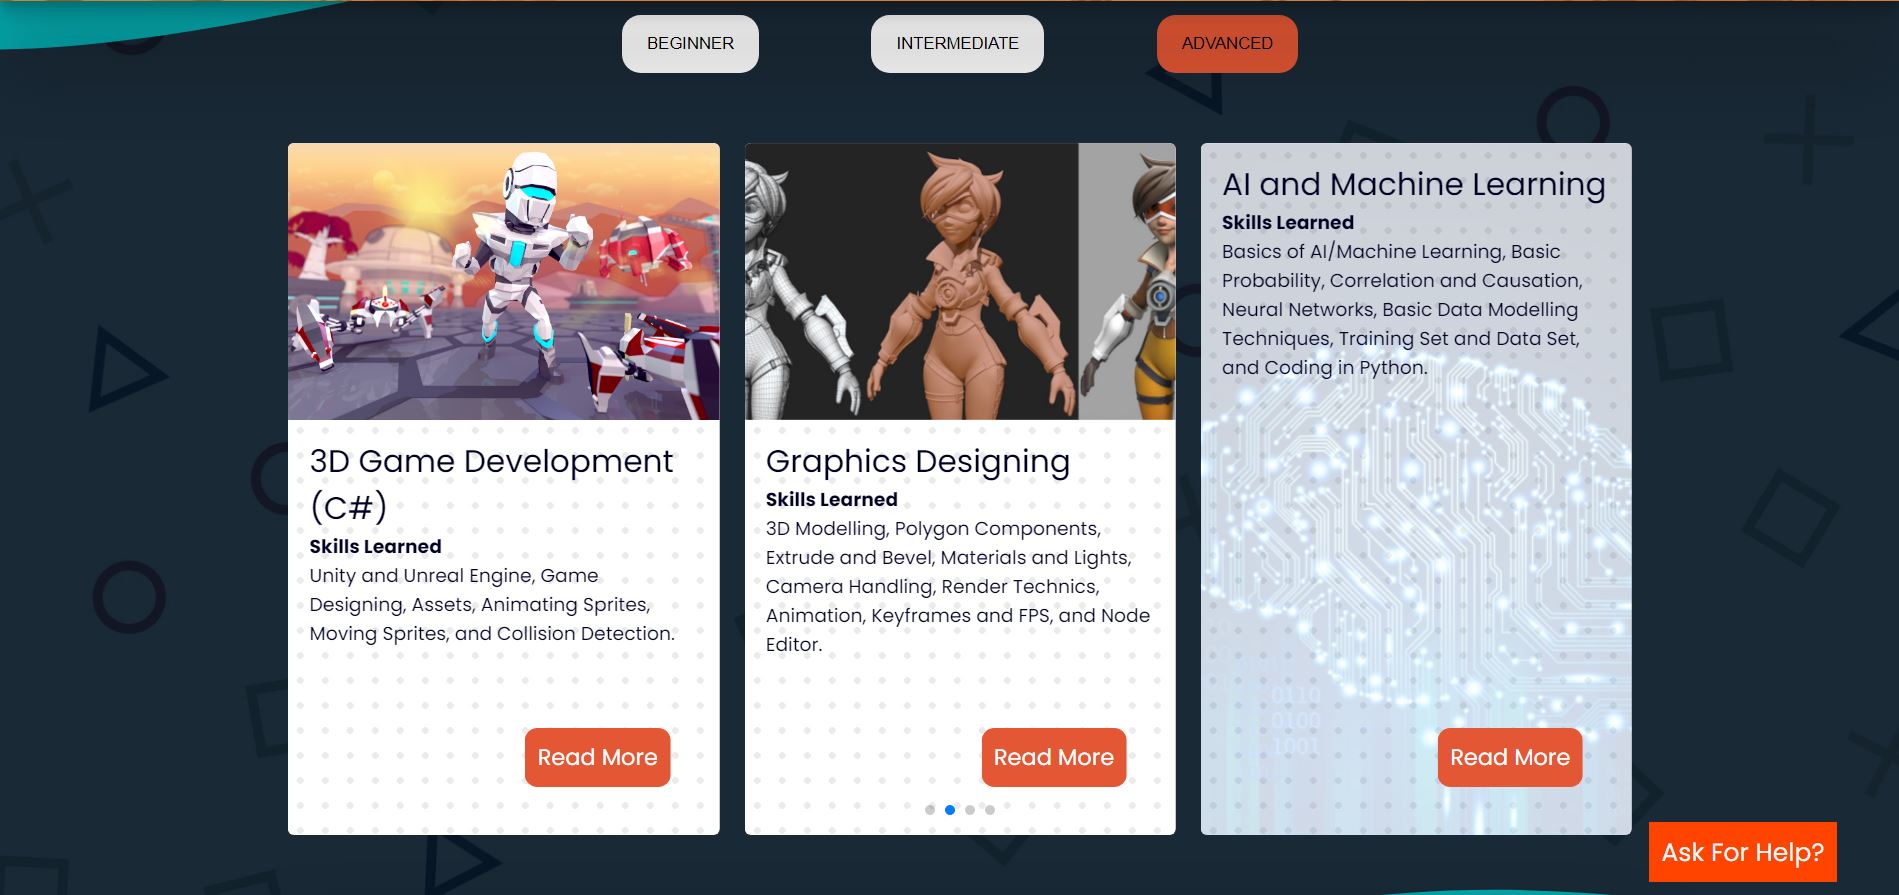 BEGINNER
INTERMEDIATE
ADVANCED
3D Game Development
(C#)
Skills Learned
Unity and Unreal Engine, Game
Designing, Assets, Animating Sprites,
Moving Sprites, and Collision Detection.
Read More
Graphics Designing
Skills Learned
3D Modelling, Polygon Components,
Extrude and Bevel, Materials and Lights,
Camera Handling, Render Technics,
Animation, Keyframes and FPS, and Node
Editor.
Read More
AI and Machine Learning
Skills Learned
Basics of AI/Machine Learning, Basic
Probability, Correlation and Causation,
Neural Networks, Basic Data Modelling
Techniques, Training Set and Data Set,
and Coding in Python.
0110
0100
1001
Read More
Ask For Help?